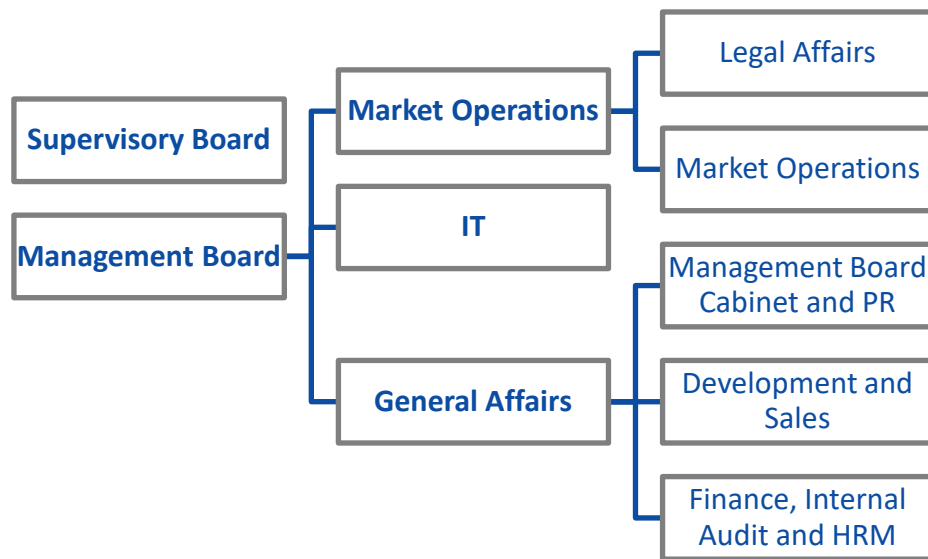 Supervisory Board
Management Board
Market Operations
IT
General Affairs
Legal Affairs
Market Operations
Management Board
Cabinet and PR
Development and
Sales
Finance, Internal
Audit and HRM